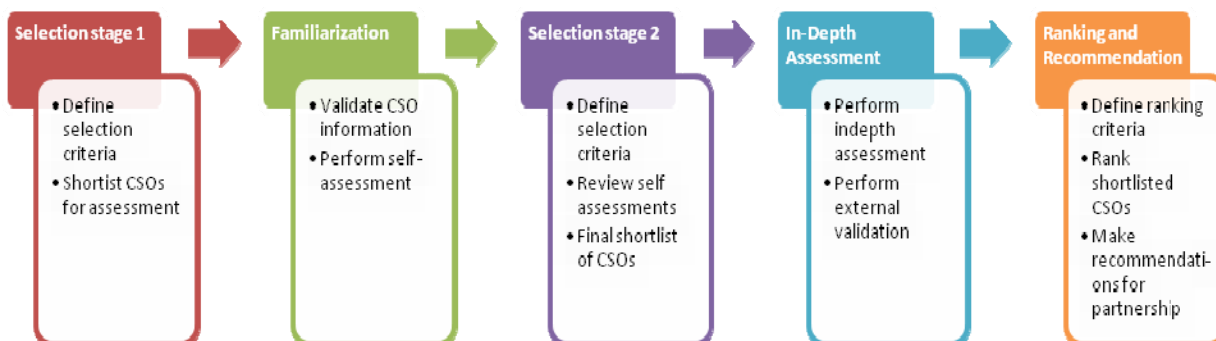 Selection stage 1
• Define
selection
criteria
• Shortist CSOs
for assessment
Familiarization
• Validate CSO
information
• Perform self-
assessment
Selection stage 2
• Define
selection
criteria
• Review self
assessments
• Final shortlist
of CSOs
In-Depth
Assessment
• Perform
indepth
assessment
• Perform
external
validation
Ranking and
Recommendation
• Define ranking
criteria
• Rank
shortlisted
CSOs
• Make
recommendati-
ons for
partnership